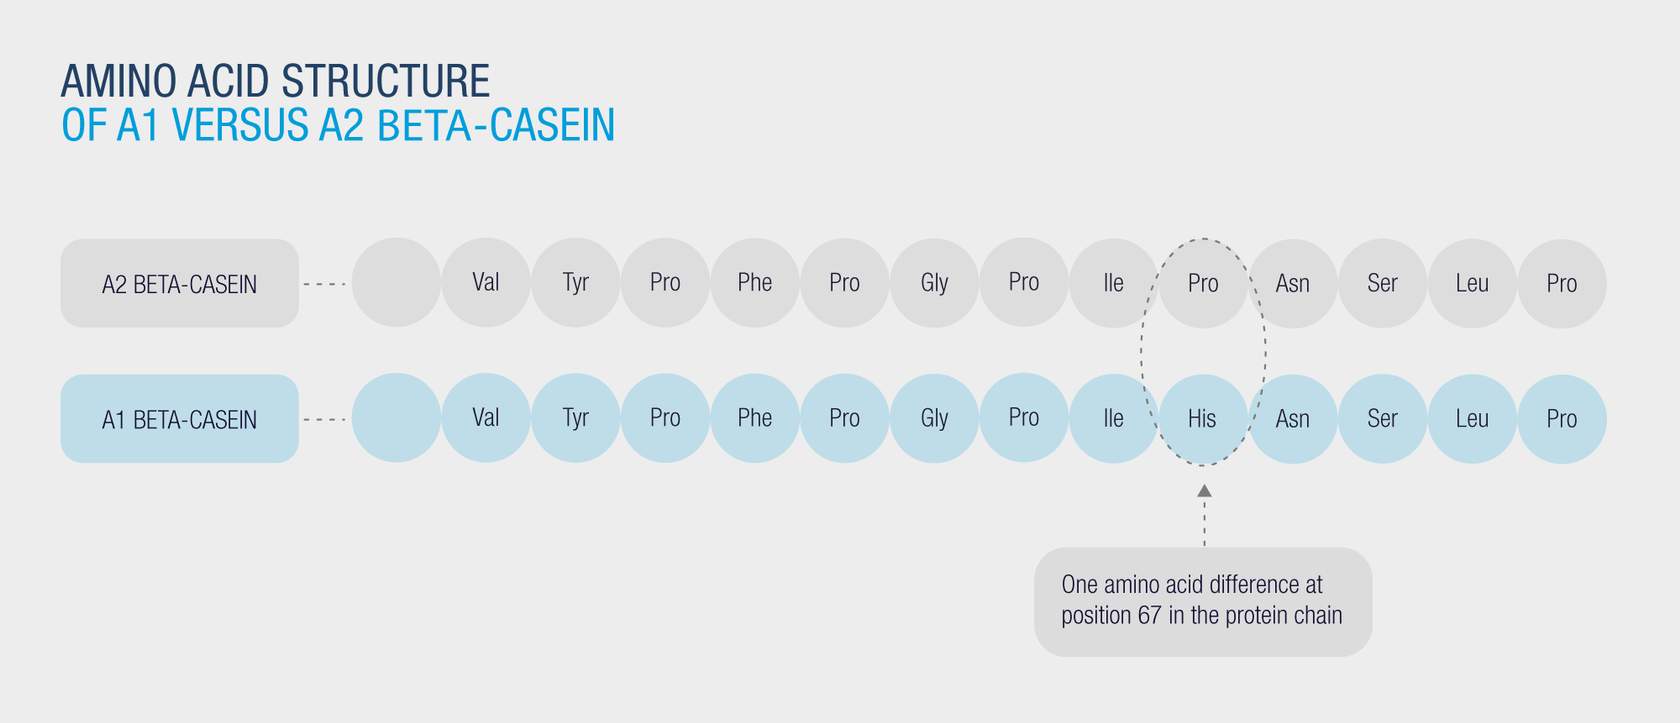 AMINO ACID STRUCTURE
OF A1 VERSUS A2 BETA-CASEIN
A2 BETA-CASEIN Val Tyr Pro Phe Pro Gly Pro Ile Pro Asn Ser Leu Pro
A1 BETA-CASEIN Val Tyr Pro Phe Pro Gly Pro Ile His Asn Ser Leu Pro
One amino acid difference at
position 67 in the protein chain